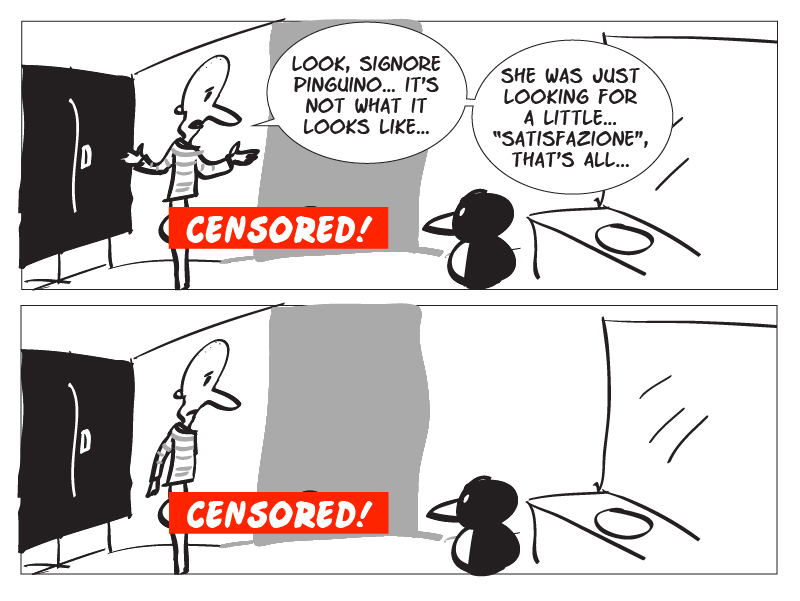 LOOK, SIGNORE
PINGUINO... IT'S
NOT WHAT IT
LOOKS LIKE...
SHE WAS JUST
LOOKING FOR
A LITTLE...
"SATISFAZIONE",
THAT'S ALL...
CENSORED!
CENSORED!